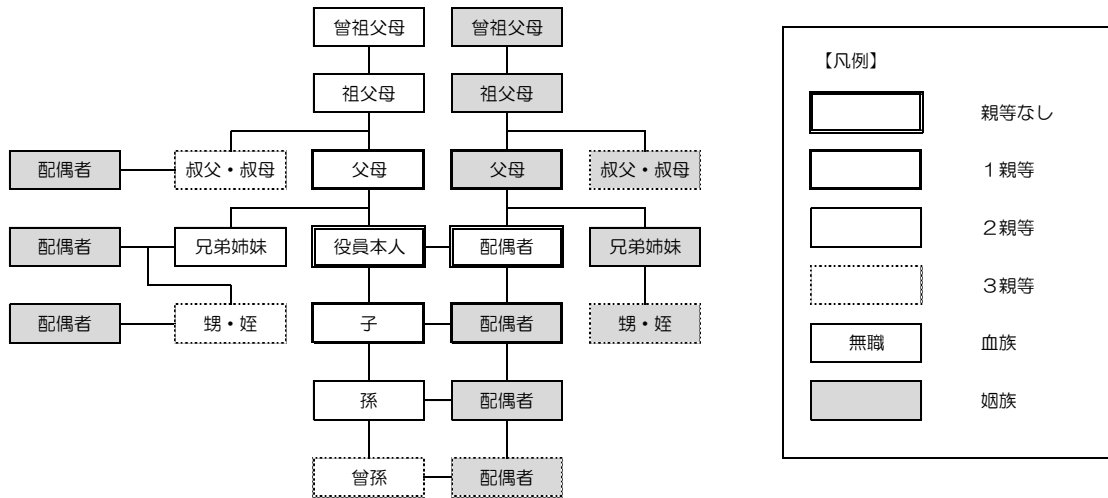 曾祖父母
曾祖父母
祖父母
祖父母
配偶者
叔父・叔母
父母
父母
叔父・叔母
配偶者
兄弟姉妹
役員本人
配偶者
兄弟姉妹
配偶者
甥・姪
子
配偶者
甥・姪
孫
配偶者
曾孫
配偶者
【凡例】
親等なし
１親等
２親等
３親等
無職
血族
姻族